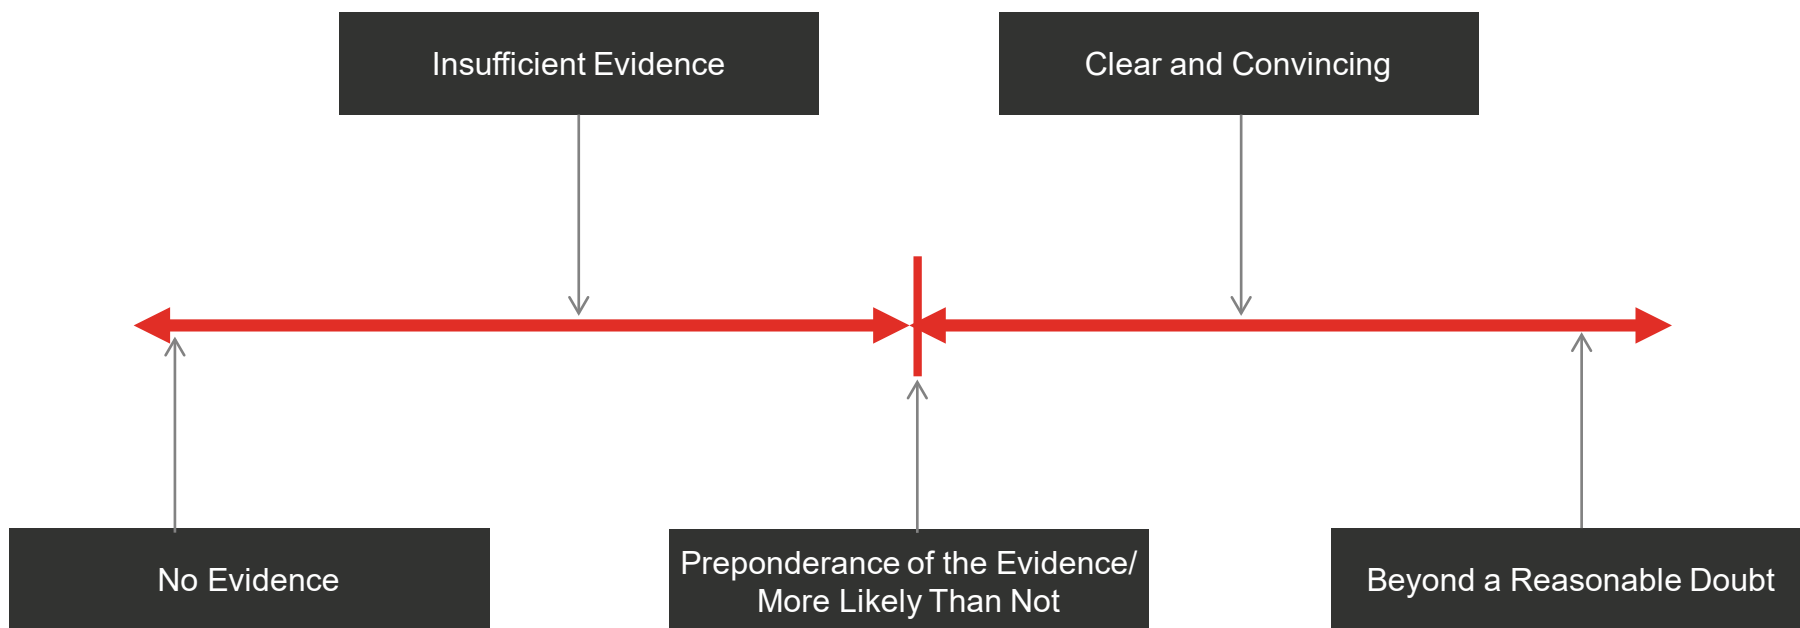 Insufficient Evidence
Clear and Convincing
No Evidence
Preponderance of the Evidence/
More Likely Than Not
Beyond a Reasonable Doubt